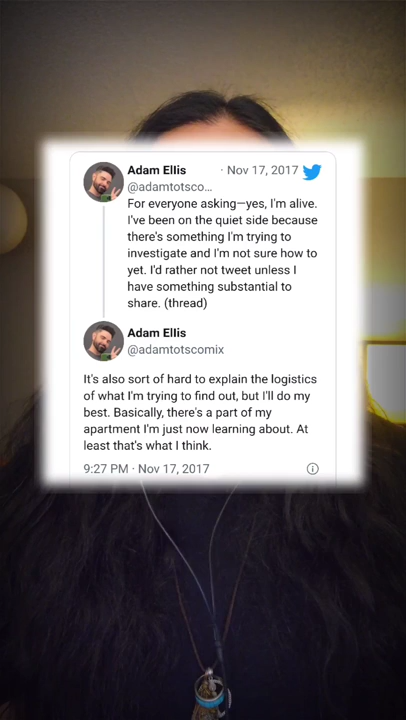 Adam Ellis · Nov 17, 2017
@adamtotsco...
For everyone asking—yes, I'm alive.
I've been on the quiet side because
there's something I'm trying to
investigate and I'm not sure how to
yet. I'd rather not tweet unless I
have something substantial to
share. (thread)
Adam Ellis
@adamtotscomix
It's also sort of hard to explain the logistics
of what I'm trying to find out, but I'll do my
best. Basically, there's a part of my
apartment I'm just now learning about. At
least that's what I think.
9:27 PM · Nov 17, 2017